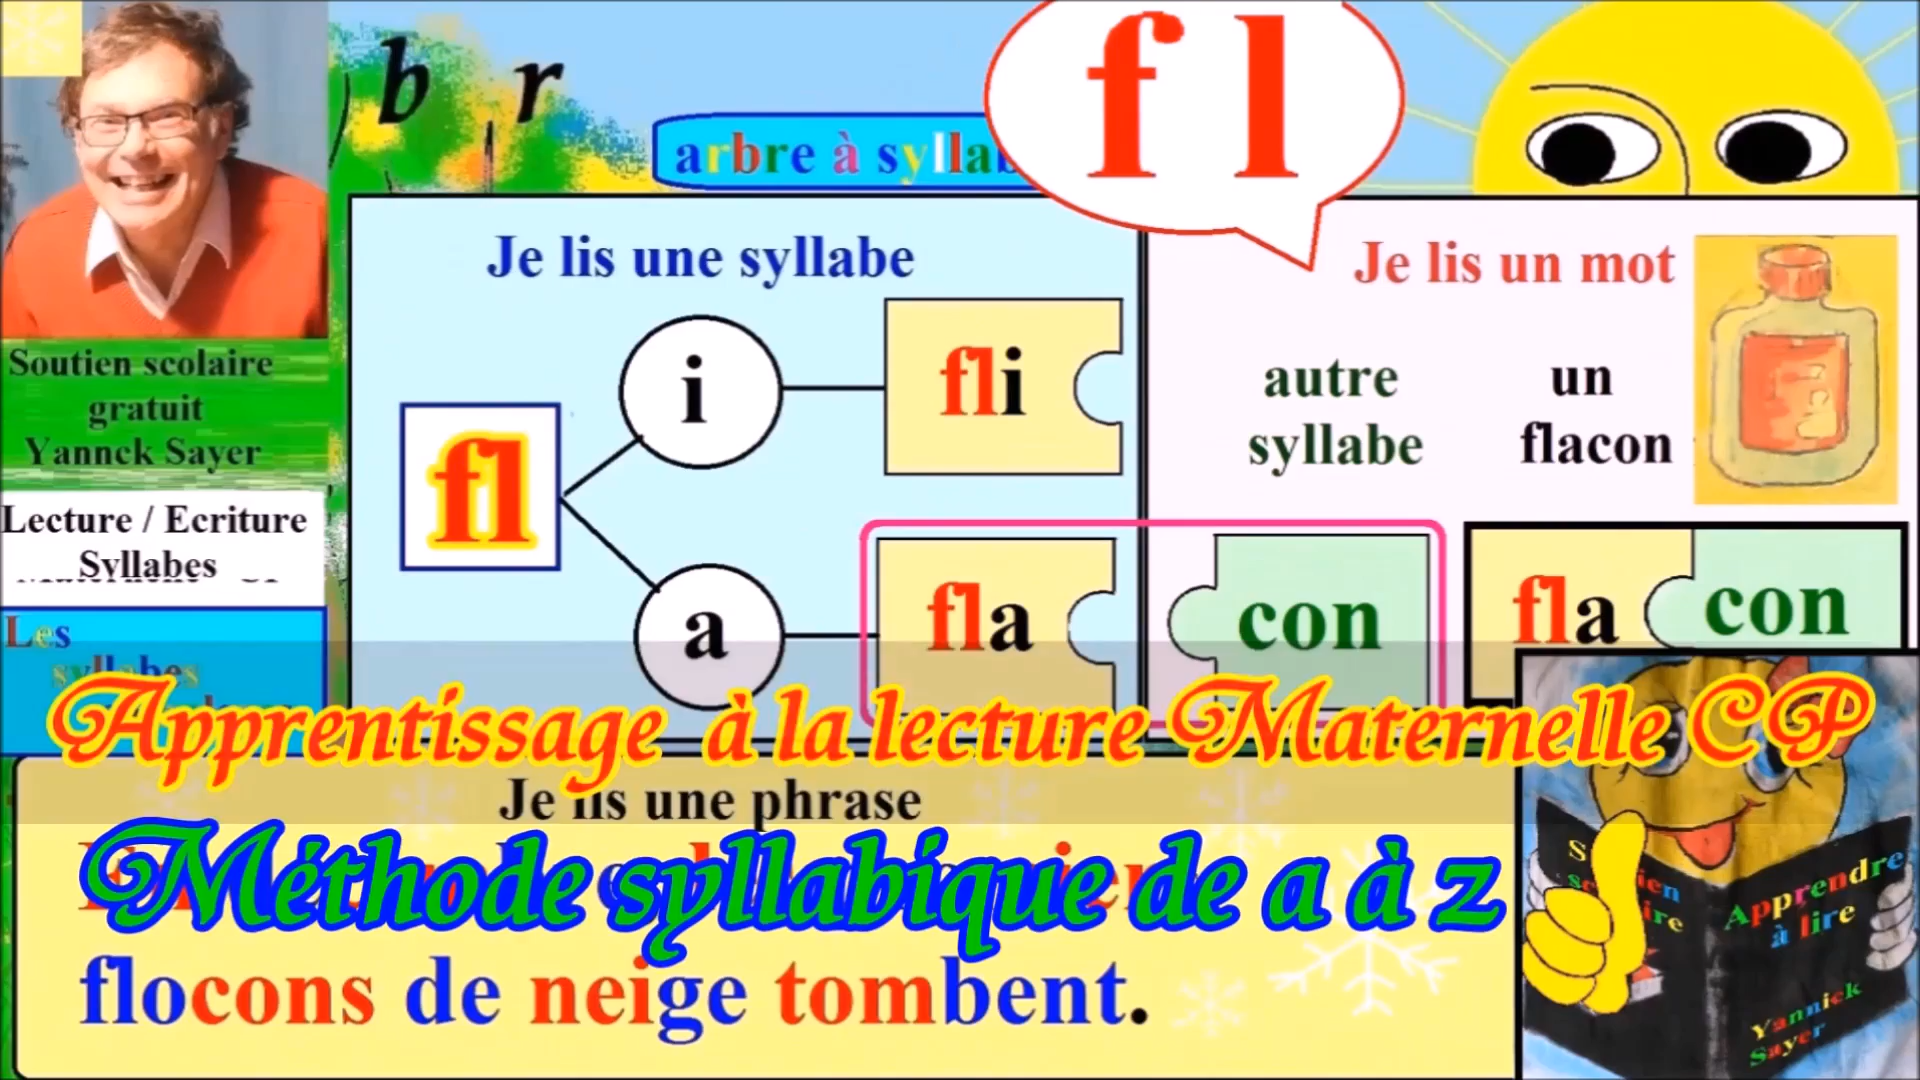 b r
arbre à syllab
f l
Je lis une syllabe
Je lis un mot
i
fli
autre
syllabe
un
flacon
fl
a
fla
con
fla con
Soutien scolaire
gratuit
Yannck Sayer
Lecture / Ecriture
Syllabes
Les
syllabes
Apprentissage à la lecture Maternelle CP
Je lis une phrase
Méthode syllabique de a à z
flocons de neige tombent.
Apprendre
à lire
Yannick
Sayer